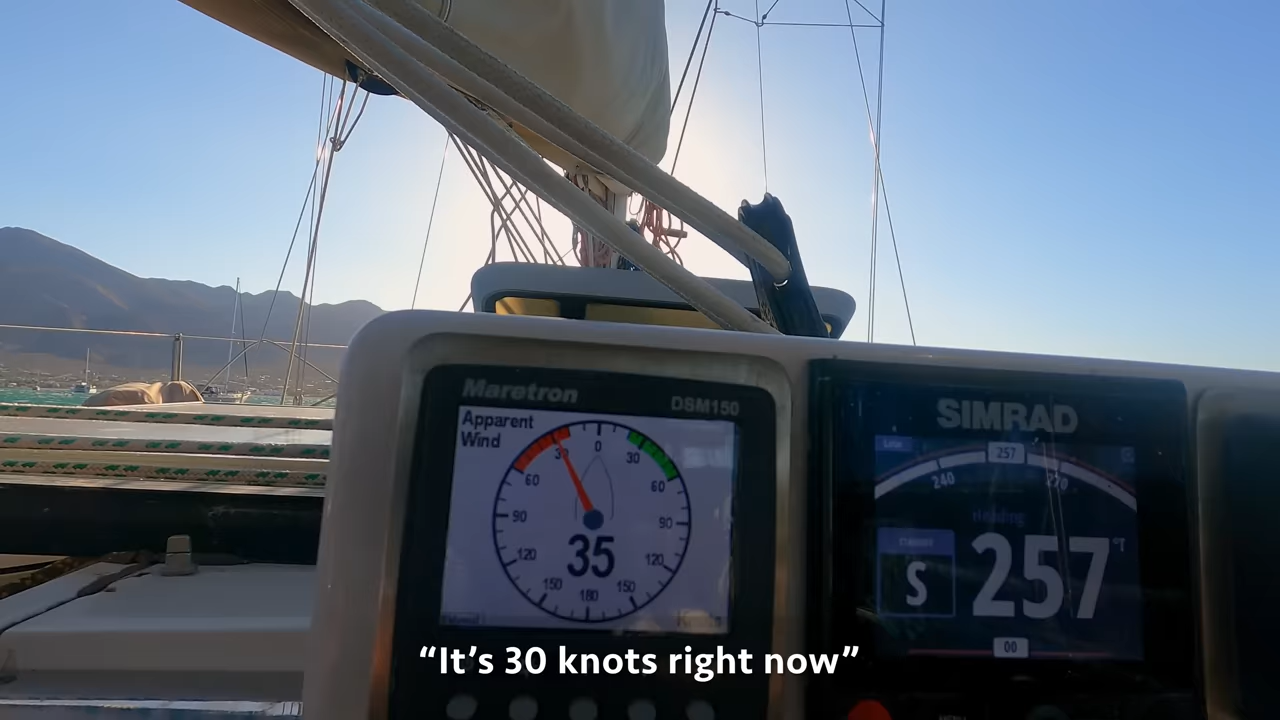 Maretron
DSM150
SIMRAD
Apparent
Wind
0
30
30
60
60
90
90
120
120
150
150
180
35
257
240
270
Heading
S
257
°T
00
“It’s 30 knots right now”